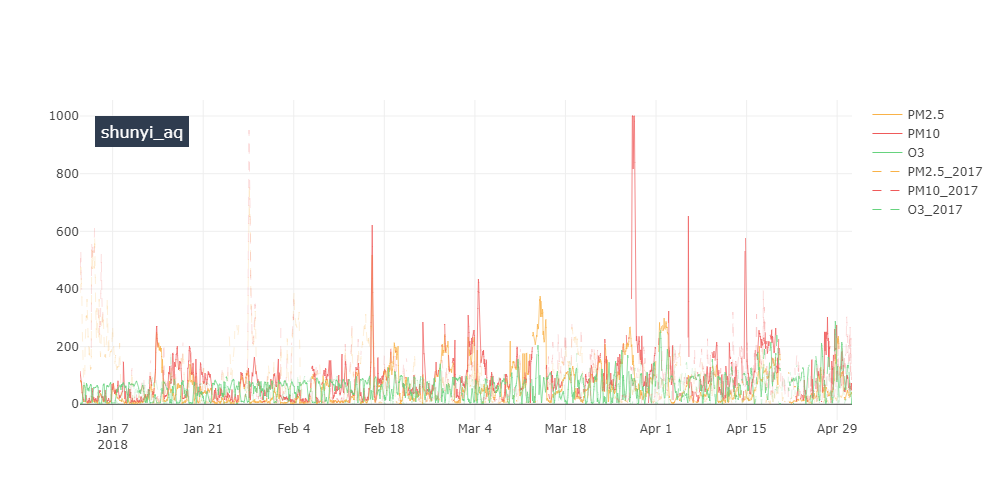 shunyi_aq
1000
800
600
400
200
0
Jan 7
2018
Jan 21
Feb 4
Feb 18
Mar 4
Mar 18
Apr 1
Apr 15
Apr 29
PM2.5
PM10
O3
PM2.5_2017
PM10_2017
O3_2017